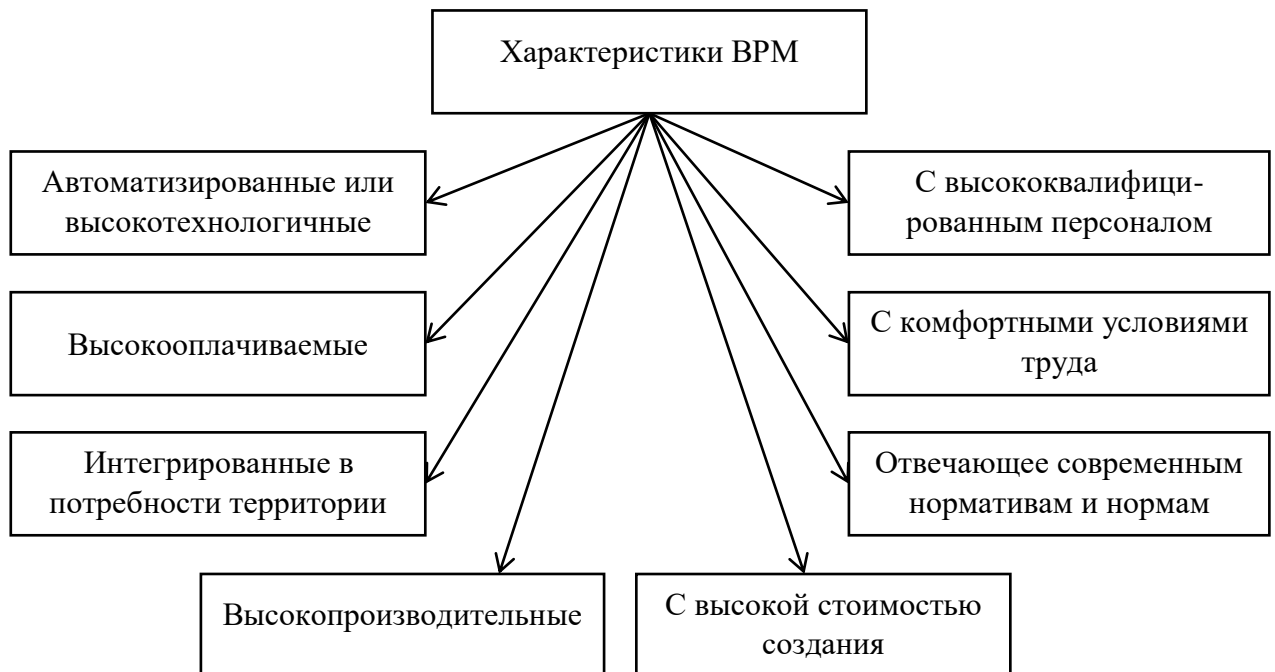 Характеристики ВРМ
Автоматизированные или
высокотехнологичные
С высококвалифици-
рованным персоналом
Высокооплачиваемые
С комфортными условиями
труда
Интегрированные в
потребности территории
Отвечающее современным
нормативам и нормам
Высокопроизводительные
С высокой стоимостью
создания